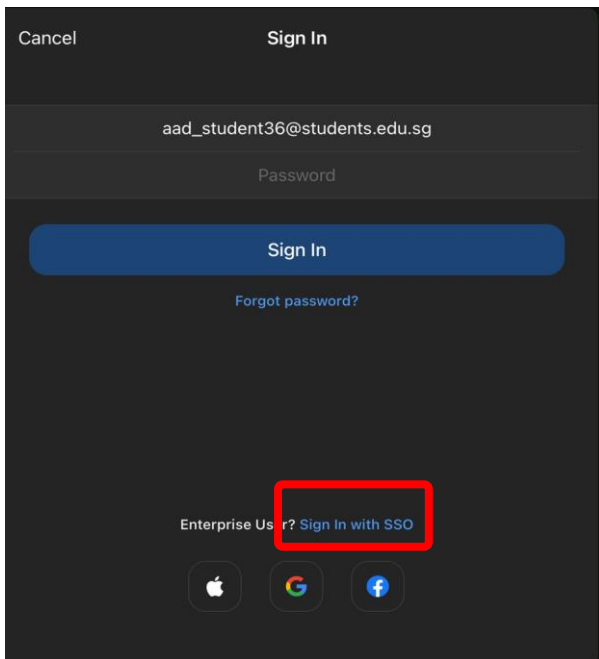 Cancel Sign In
aad_student36@students.edu.sg
Password
Sign In
Forgot password?
Enterprise User? Sign In with SSO